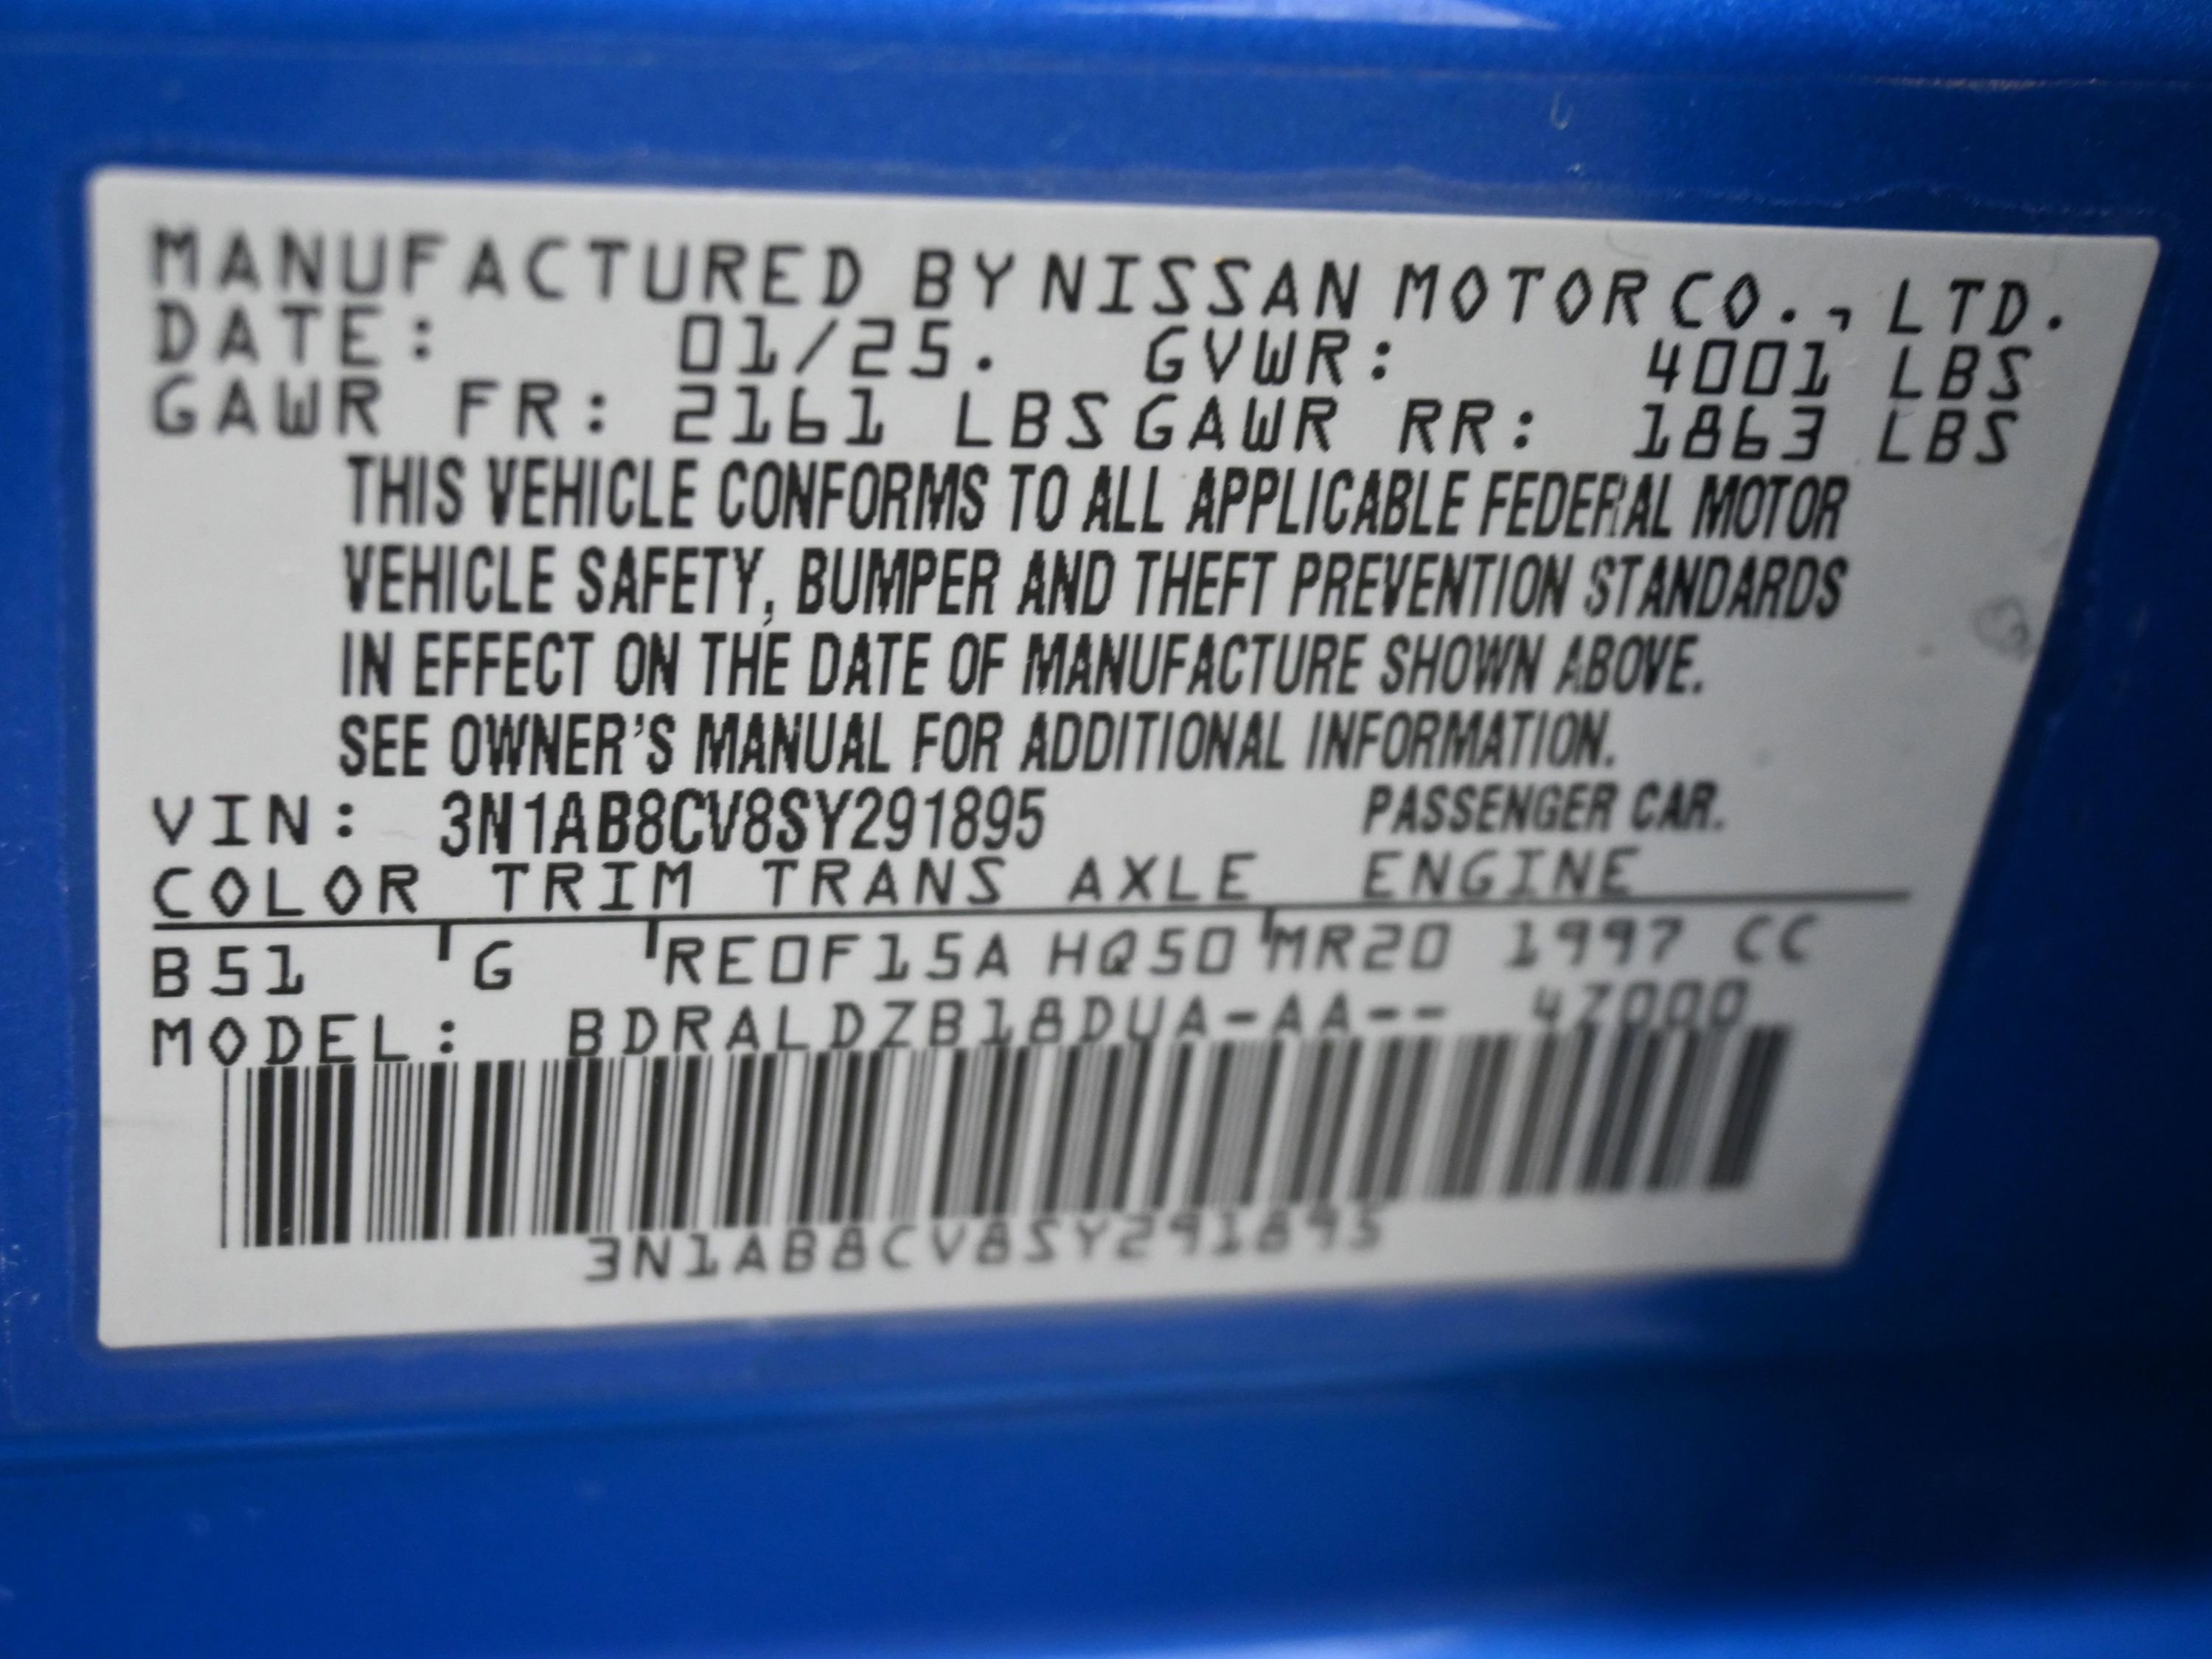 MANUFACTURED BY NISSAN MOTOR CO., LTD.
DATE: 01/25. GVWR: 4001 LBS
GAWR FR: 2161 LBS GAWR RR: 1863 LBS
THIS VEHICLE CONFORMS TO ALL APPLICABLE FEDERAL MOTOR
VEHICLE SAFETY, BUMPER AND THEFT PREVENTION STANDARDS
IN EFFECT ON THE DATE OF MANUFACTURE SHOWN ABOVE.
SEE OWNER'S MANUAL FOR ADDITIONAL INFORMATION.
VIN: 3N1AB8CV8SY291895 PASSENGER CAR.
COLOR TRIM TRANS AXLE ENGINE
B51 G RE0F15A HQ50 MR20 1997 CC
MODEL: BDRALDZB18DUA-AA-- 4Z000
3N1AB8CV8SY291895